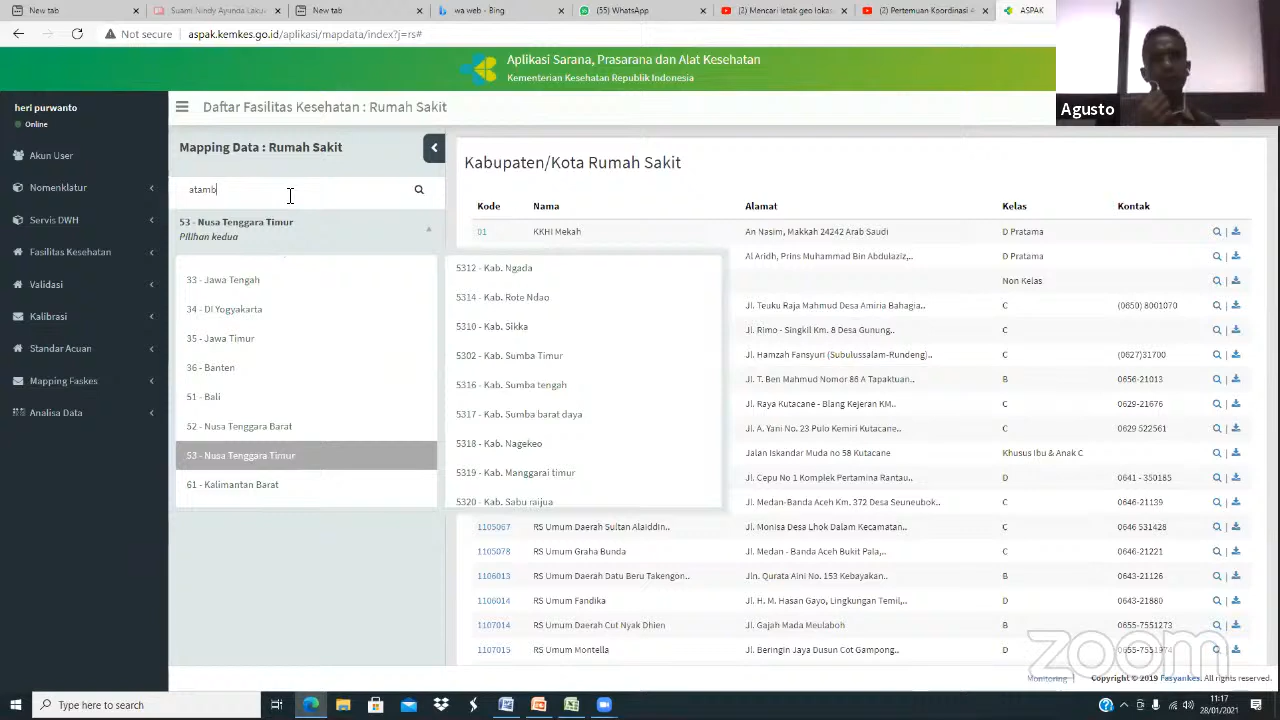 New tab
Suami.Nindy Amanda
New tab
wa web - Bing
(55) WhatsApp
(2) Mencari letak geo lokas
(2) Pertemuan Koordinasi
ASPAK
Not secure
aspak.kemkes.go.id/aplikasi/mapdata/index?j=rs#
Aplikasi Sarana, Prasarana dan Alat Kesehatan
Kementerian Kesehatan Republik Indonesia
Agusto
heri purwanto
Online
Akun User
Nomenklatur
Servis DWH
Fasilitas Kesehatan
Validasi
Kalibrasi
Standar Acuan
Mapping Faskes
Analisa Data
Daftar Fasilitas Kesehatan : Rumah Sakit
Mapping Data : Rumah Sakit
atamb
53 - Nusa Tenggara Timur
Pilihan kedua
33 - Jawa Tengah
34 - DI Yogyakarta
35 - Jawa Timur
36 - Banten
51 - Bali
52 - Nusa Tenggara Barat
53 - Nusa Tenggara Timur
61 - Kalimantan Barat
5312 - Kab. Ngada
5314 - Kab. Rote Ndao
5310 - Kab. Sikka
5302 - Kab. Sumba Timur
5316 - Kab. Sumba tengah
5317 - Kab. Sumba barat daya
5318 - Kab. Nagekeo
5319 - Kab. Manggarai timur
5320 - Kab. Sabu raijua
Kabupaten/Kota Rumah Sakit
Kode Nama Alamat Kelas Kontak
01 KKHI Mekah An Nasim, Makkah 24242 Arab Saudi D Pratama |
Al Aridh, Prins Muhammad Bin Abdulaziz,.. D Pratama |
Non Kelas |
Jl. Teuku Raja Mahmud Desa Amiria Bahagia.. C (0850) 8001070 |
Jl. Rimo - Singkil Km. 8 Desa Gunung.. C |
Jl. Hamzah Fansyuri (Subulussalam-Rundeng).. C (0627)31700 |
Jl. T. Ben Mahmud Nomor 86 A Tapaktuan.. B 0656-21013 |
Jl. Raya Kutacane - Blang Kejeran KM.. C 0629-21676 |
Jl. A. Yani No. 23 Pulo Kemiri Kutacane.. C 0629 522561 |
Jalan Iskandar Muda no 58 Kutacane Khusus Ibu & Anak C |
Jl. Cepu No 1 Komplek Pertamina Rantau.. D 0641 - 350185 |
Jl. Medan-Banda Aceh Km. 372 Desa Seuneubok.. C 0646-21139 |
1105067 RS Umum Daerah Sultan Alaiddin.. Jl. Monisa Desa Lhok Dalam Kecamatan.. C 0646 531428 |
1105078 RS Umum Graha Bunda Jl. Medan - Banda Aceh Bukit Pala,.. C 0646-21221 |
1106013 RS Umum Daerah Datu Beru Takengon.. Jln. Qurata Aini No. 153 Kebayakan.. B 0643-21126 |
1106014 RS Umum Fandika Jl. H. M. Hasan Gayo, Lingkungan Temil,.. D 0643-21880 |
1107014 RS Umum Daerah Cut Nyak Dhien Jl. Gajah Mada Meulaboh B 0655-7551273 |
1107015 RS Umum Montella Jl. Beringin Jaya Dusun Cot Gampong.. D |
zoom
Monitoring Copyright © 2019 Fasyankes. All rights reserved.
Type here to search
11:17
28/01/2021